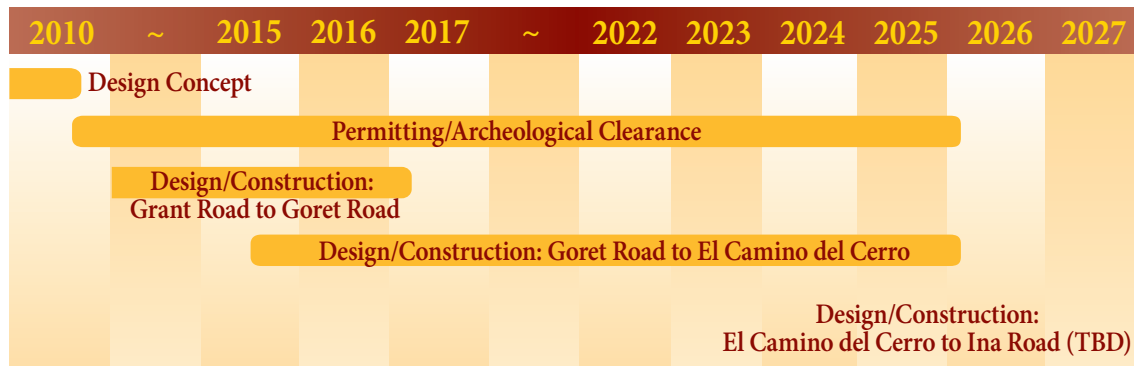 2010 ~ 2015 2016 2017 ~ 2022 2023 2024 2025 2026 2027
Design Concept
Permitting/Archeological Clearance
Design/Construction:
Grant Road to Goret Road
Design/Construction: Goret Road to El Camino del Cerro
Design/Construction:
El Camino del Cerro to Ina Road (TBD)